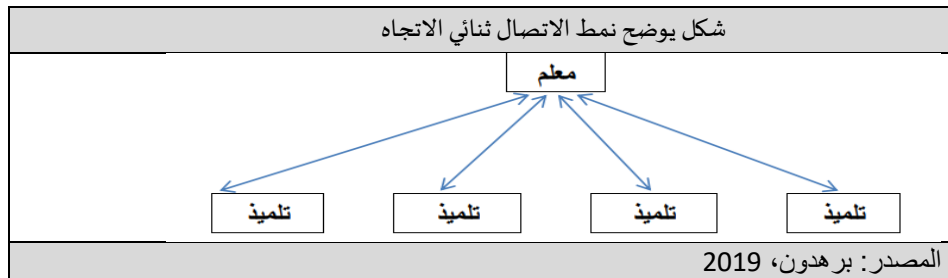 شكل يوضح نمط الاتصال ثنائي الاتجاه
معلم
تلميذ تلميذ تلميذ تلميذ
المصدر: برهدون، 2019